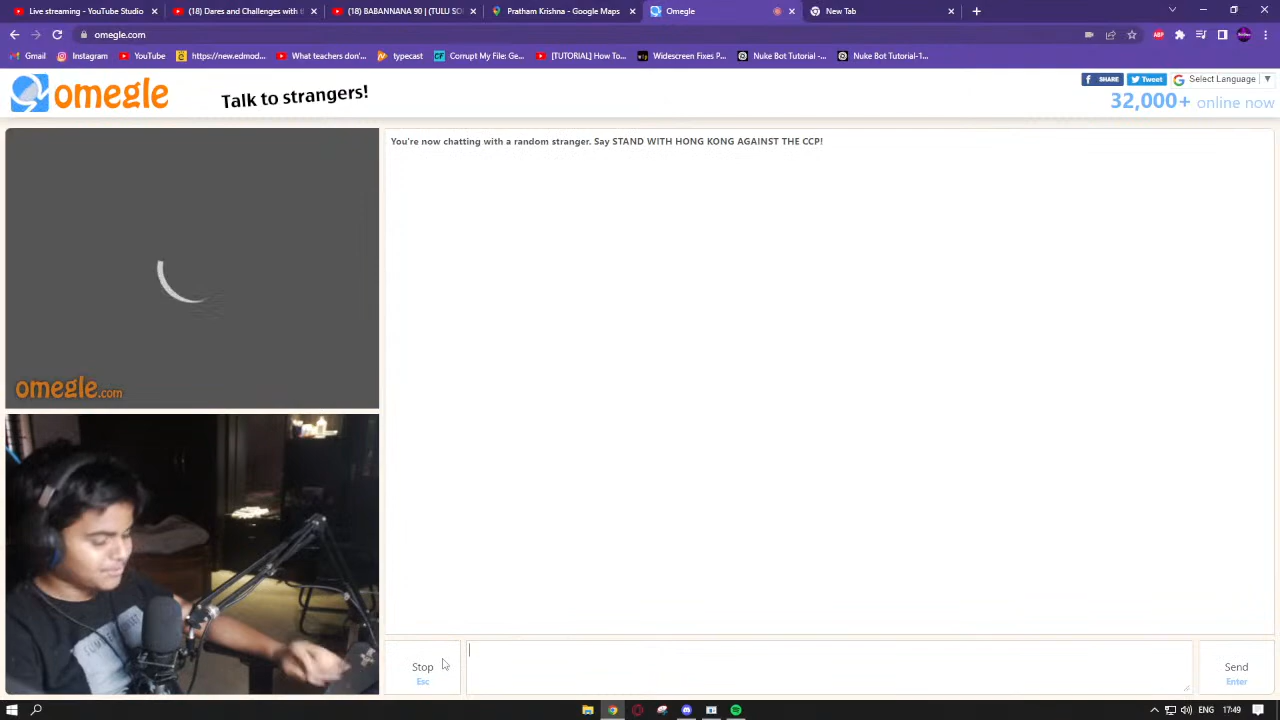 Live streaming - YouTube Studio
(18) Dares and Challenges with t
(18) BABANNANA 90 | (TULU SO
Pratham Krishna - Google Maps
Omegle
New Tab
omegle.com
Gmail
Instagram
YouTube
https://new.edmod...
What teachers don'...
typecast
Corrupt My File: Ge...
[TUTORIAL] How To...
Widescreen Fixes P...
Nuke Bot Tutorial -...
Nuke Bot Tutorial-T...
omegle
Talk to strangers!
SHARE
Tweet
Select Language
32,000+ online now
You're now chatting with a random stranger. Say STAND WITH HONG KONG AGAINST THE CCP!
omegle.com
Stop
Esc
Send
Enter
ENG
17:49